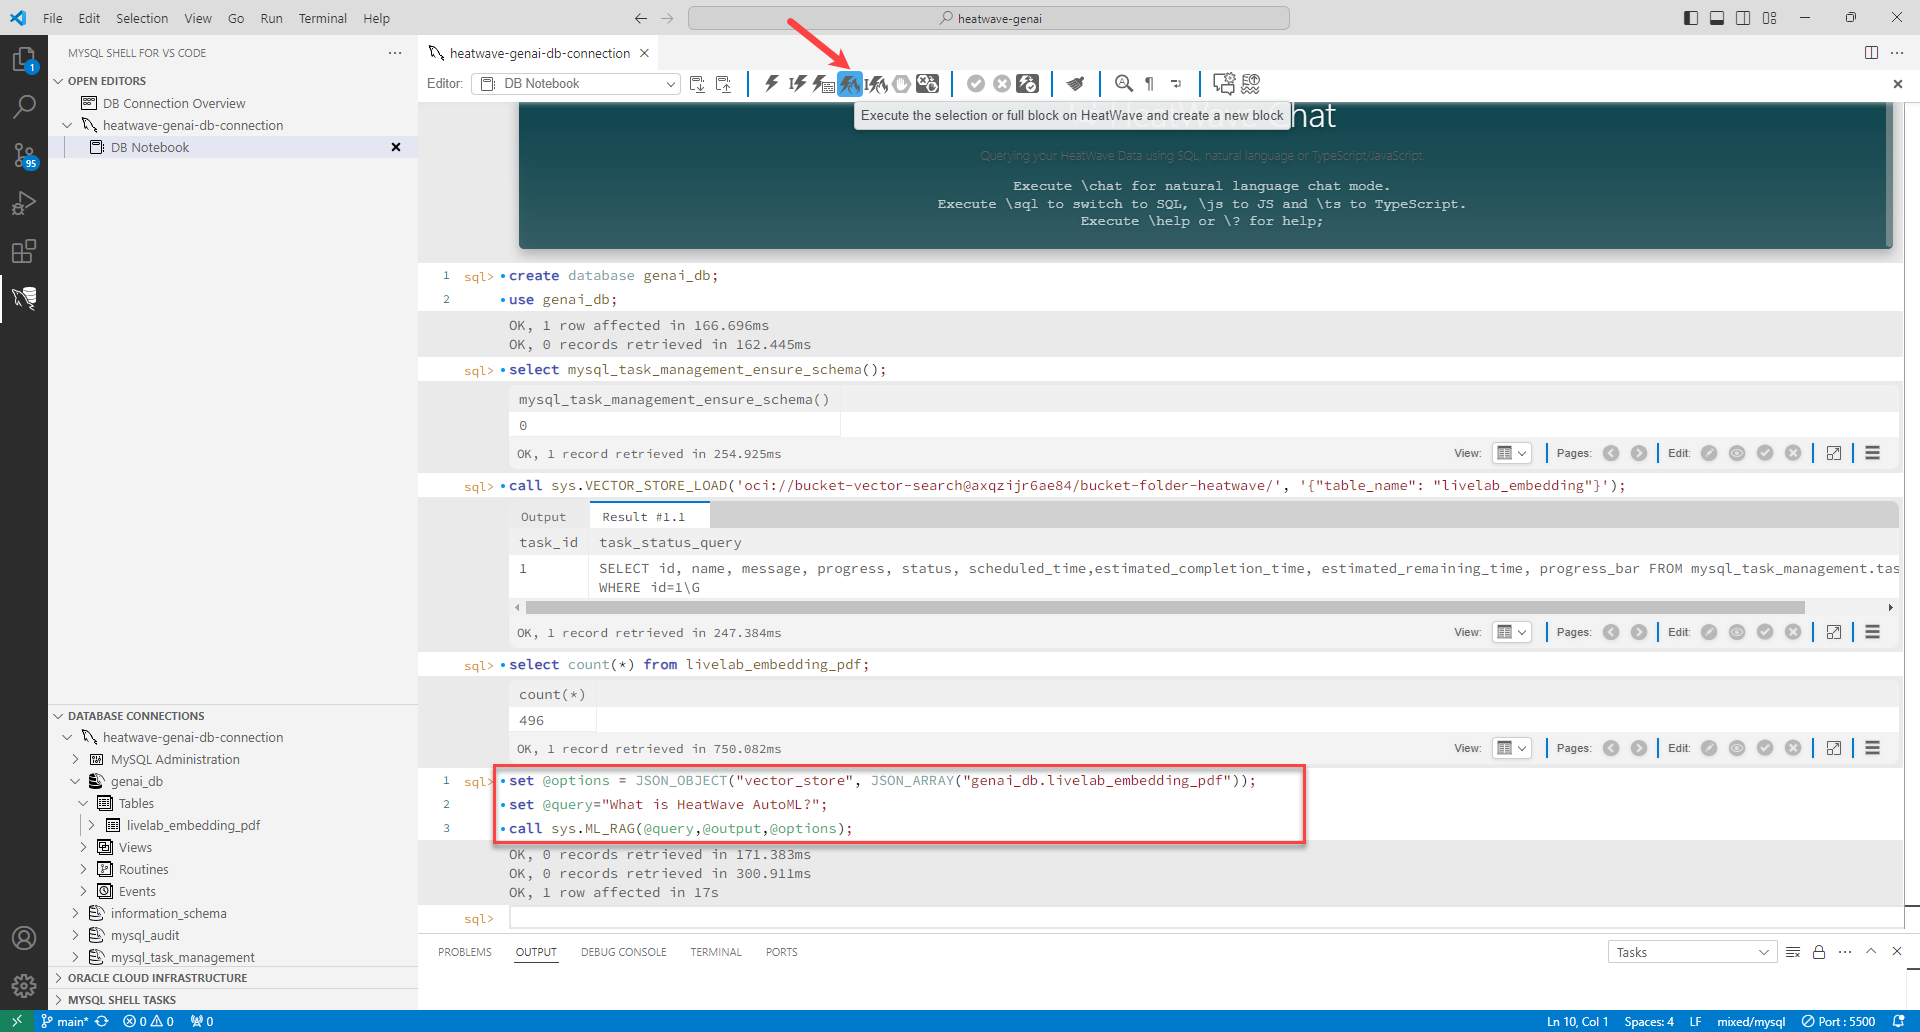 File Edit Selection View Go Run Terminal Help
heatwave-genai
MYSQL SHELL FOR VS CODE
OPEN EDITORS
DB Connection Overview
heatwave-genai-db-connection
DB Notebook
1
95
heatwave-genai-db-connection
Editor: DB Notebook
Execute the selection or full block on HeatWave and create a new block
hat
Querying your HeatWave Data using SQL, natural language or TypeScript/JavaScript.
Execute \chat for natural language chat mode.
Execute \sql to switch to SQL, \js to JS and \ts to TypeScript.
Execute \help or \? for help;
1 sql> create database genai_db;
2 use genai_db;
OK, 1 row affected in 166.696ms
OK, 0 records retrieved in 162.445ms
sql> select mysql_task_management_ensure_schema();
mysql_task_management_ensure_schema()
0
OK, 1 record retrieved in 254.925ms
View: Pages: Edit:
sql> call sys.VECTOR_STORE_LOAD('oci://bucket-vector-search@axqzijr6ae84/bucket-folder-heatwave/', '{"table_name": "livelab_embedding"}');
Output Result #1.1
task_id task_status_query
1 SELECT id, name, message, progress, status, scheduled_time,estimated_completion_time, estimated_remaining_time, progress_bar FROM mysql_task_management.tas
WHERE id=1\G
OK, 1 record retrieved in 247.384ms
View: Pages: Edit:
sql> select count(*) from livelab_embedding_pdf;
count(*)
496
OK, 1 record retrieved in 750.082ms
View: Pages: Edit:
1 sql> set @options = JSON_OBJECT("vector_store", JSON_ARRAY("genai_db.livelab_embedding_pdf"));
2 set @query="What is HeatWave AutoML?";
3 call sys.ML_RAG(@query,@output,@options);
OK, 0 records retrieved in 171.383ms
OK, 0 records retrieved in 300.911ms
OK, 1 row affected in 17s
sql>
DATABASE CONNECTIONS
heatwave-genai-db-connection
MySQL Administration
genai_db
Tables
livelab_embedding_pdf
Views
Routines
Events
information_schema
mysql_audit
mysql_task_management
ORACLE CLOUD INFRASTRUCTURE
MYSQL SHELL TASKS
PROBLEMS OUTPUT DEBUG CONSOLE TERMINAL PORTS
Tasks
main* 0 0 0
Ln 10, Col 1 Spaces: 4 LF mixed/mysql Port : 5500